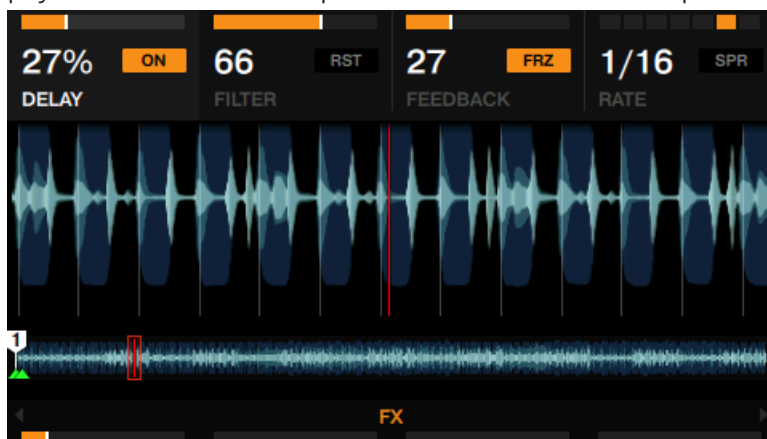 27% ON 66 RST 27 FRZ 1/16 SPR
DELAY FILTER FEEDBACK RATE
1
FX